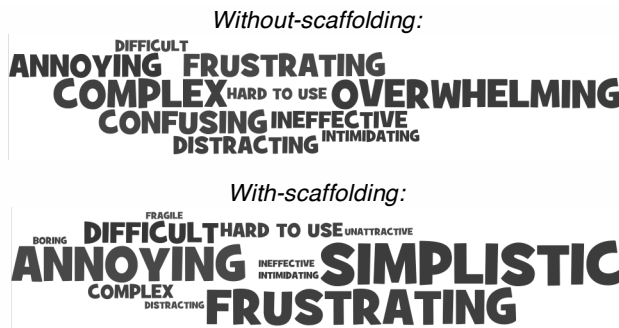 Without-scaffolding:
DIFFICULT
ANNOYING FRUSTRATING
COMPLEX HARD TO USE OVERWHELMING
CONFUSING INEFFECTIVE
INTIMIDATING
DISTRACTING
With-scaffolding:
FRAGILE
DIFFICULT HARD TO USE UNATTRACTIVE
BORING
ANNOYING INEFFECTIVE SIMPLISTIC
INTIMIDATING
COMPLEX
DISTRACTING FRUSTRATING